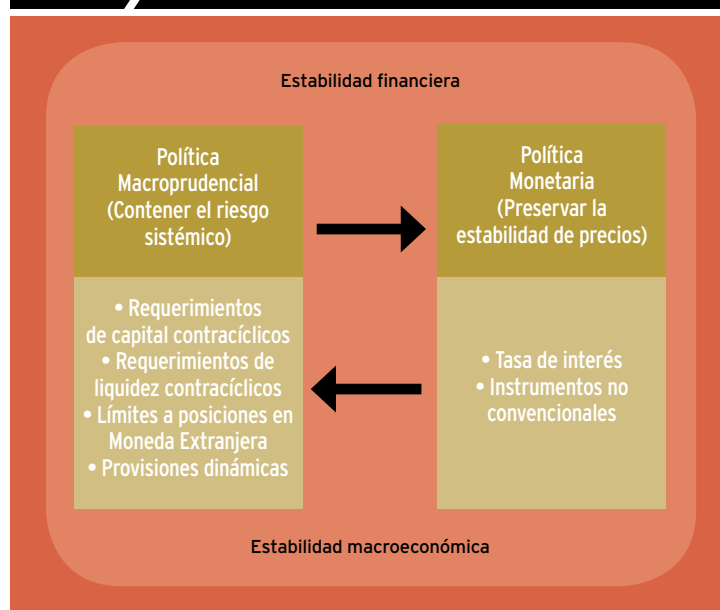 Estabilidad financiera
Política
Macroprudencial
(Contener el riesgo
sistémico)
• Requerimientos
de capital contracíclicos
• Requerimientos de
liquidez contracíclicos
• Límites a posiciones en
Moneda Extranjera
• Provisiones dinámicas
Política
Monetaria
(Preservar la
estabilidad de precios)
• Tasa de interés
• Instrumentos no
convencionales
Estabilidad macroeconómica